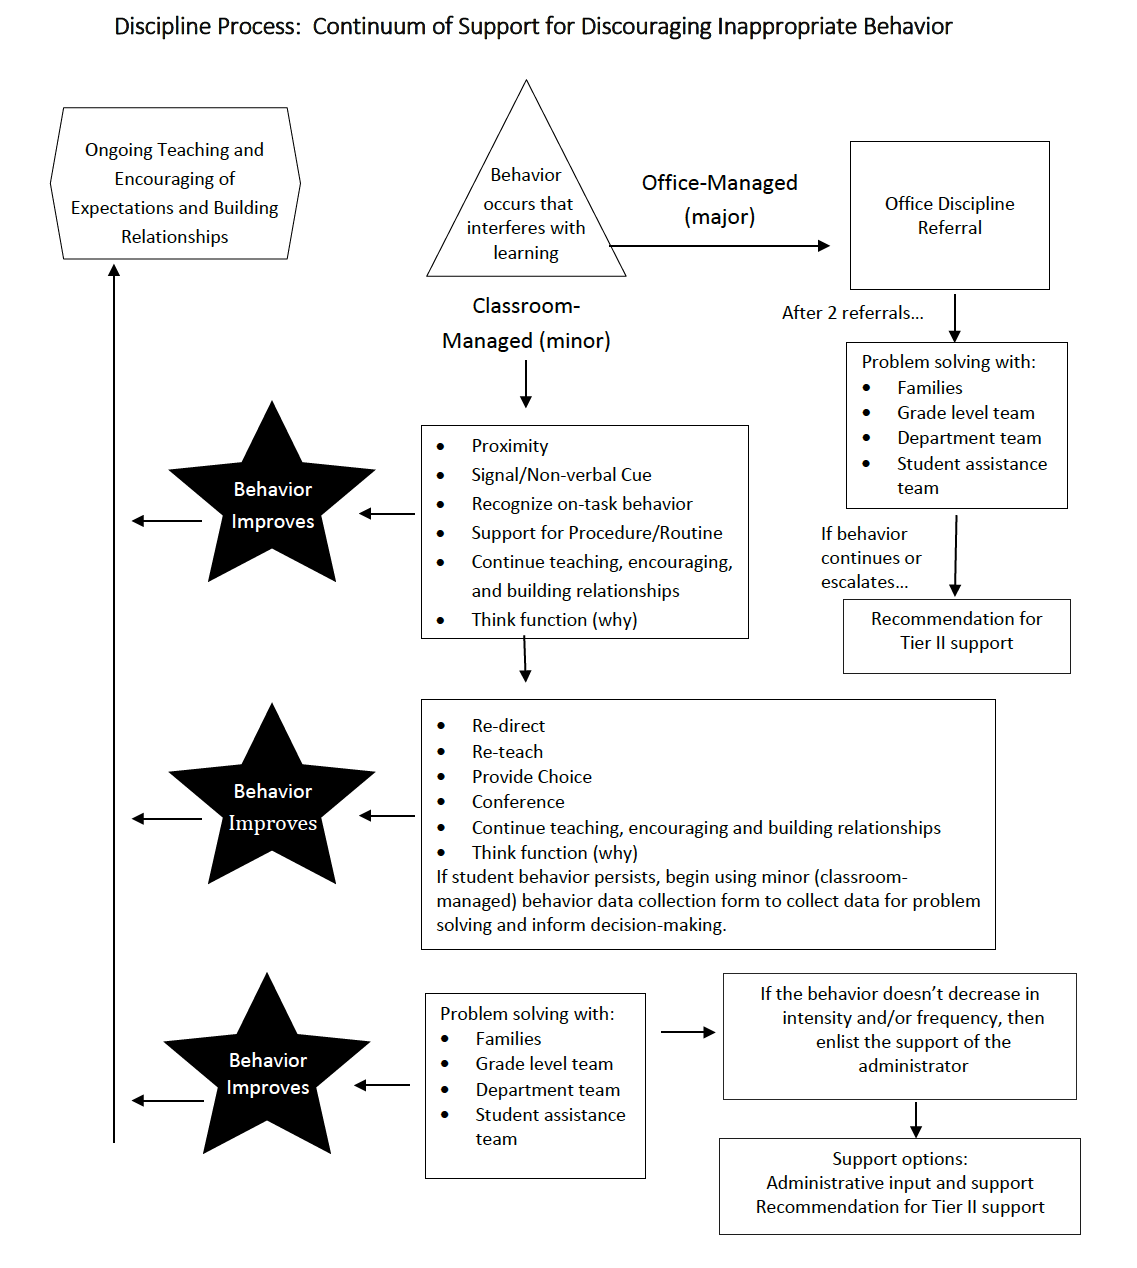 Discipline Process:  Continuum of Support for Discouraging Inappropriate Behavior
Ongoing Teaching and
Encouraging of
Expectations and Building
Relationships
Behavior
occurs that
interferes with
learning
Office-Managed
(major)
Office Discipline
Referral
After 2 referrals…
Problem solving with:
• Families
• Grade level team
• Department team
• Student assistance
team
If behavior
continues or
escalates…
Recommendation for
Tier II support
Classroom-
Managed (minor)
• Proximity
• Signal/Non-verbal Cue
• Recognize on-task behavior
• Support for Procedure/Routine
• Continue teaching, encouraging,
and building relationships
• Think function (why)
Behavior
Improves
• Re-direct
• Re-teach
• Provide Choice
• Conference
• Continue teaching, encouraging and building relationships
• Think function (why)
If student behavior persists, begin using minor (classroom-
managed) behavior data collection form to collect data for problem
solving and inform decision-making.
Behavior
Improves
Problem solving with:
• Families
• Grade level team
• Department team
• Student assistance
team
Behavior
Improves
If the behavior doesn’t decrease in
intensity and/or frequency, then
enlist the support of the
administrator
Support options:
Administrative input and support
Recommendation for Tier II support